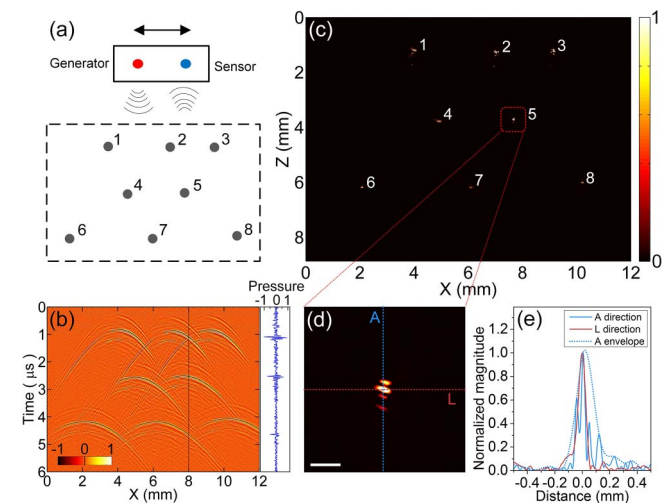 (a)
Generator
Sensor
1
2
3
4
5
6
7
8
(c)
0
2
4
6
8
Z (mm)
0
2
4
6
8
10
12
X (mm)
1
2
3
4
5
6
7
8
1
0
(b)
Pressure
-1 0 1
0
1
2
3
4
5
6
Time ( μs )
-1 0 1
0 4 8 12
X (mm)
(d)
A
L
(e)
A direction
L direction
A envelope
1.2
1.0
0.8
0.6
0.4
0.2
0.0
Normalized magnitude
-0.4 -0.2 0.0 0.2 0.4
Distance (mm)